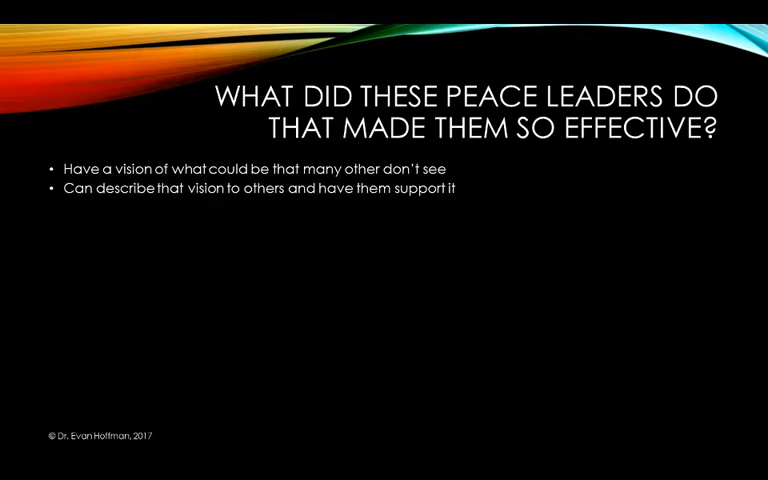 WHAT DID THESE PEACE LEADERS DO
THAT MADE THEM SO EFFECTIVE?
• Have a vision of what could be that many other don't see
• Can describe that vision to others and have them support it
© Dr. Evan Hoffman, 2017